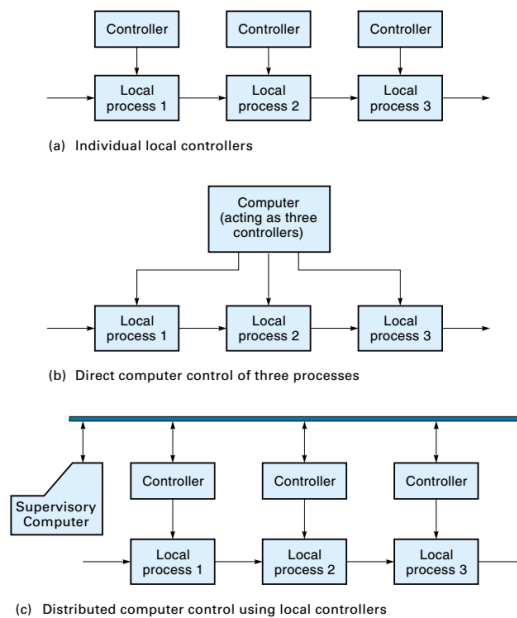 Controller Controller Controller
Local Local Local
process 1 process 2 process 3
(a) Individual local controllers
Computer
(acting as three
controllers)
Local Local Local
process 1 process 2 process 3
(b) Direct computer control of three processes
Controller Controller Controller
Supervisory
Computer
Local Local Local
process 1 process 2 process 3
(c) Distributed computer control using local controllers